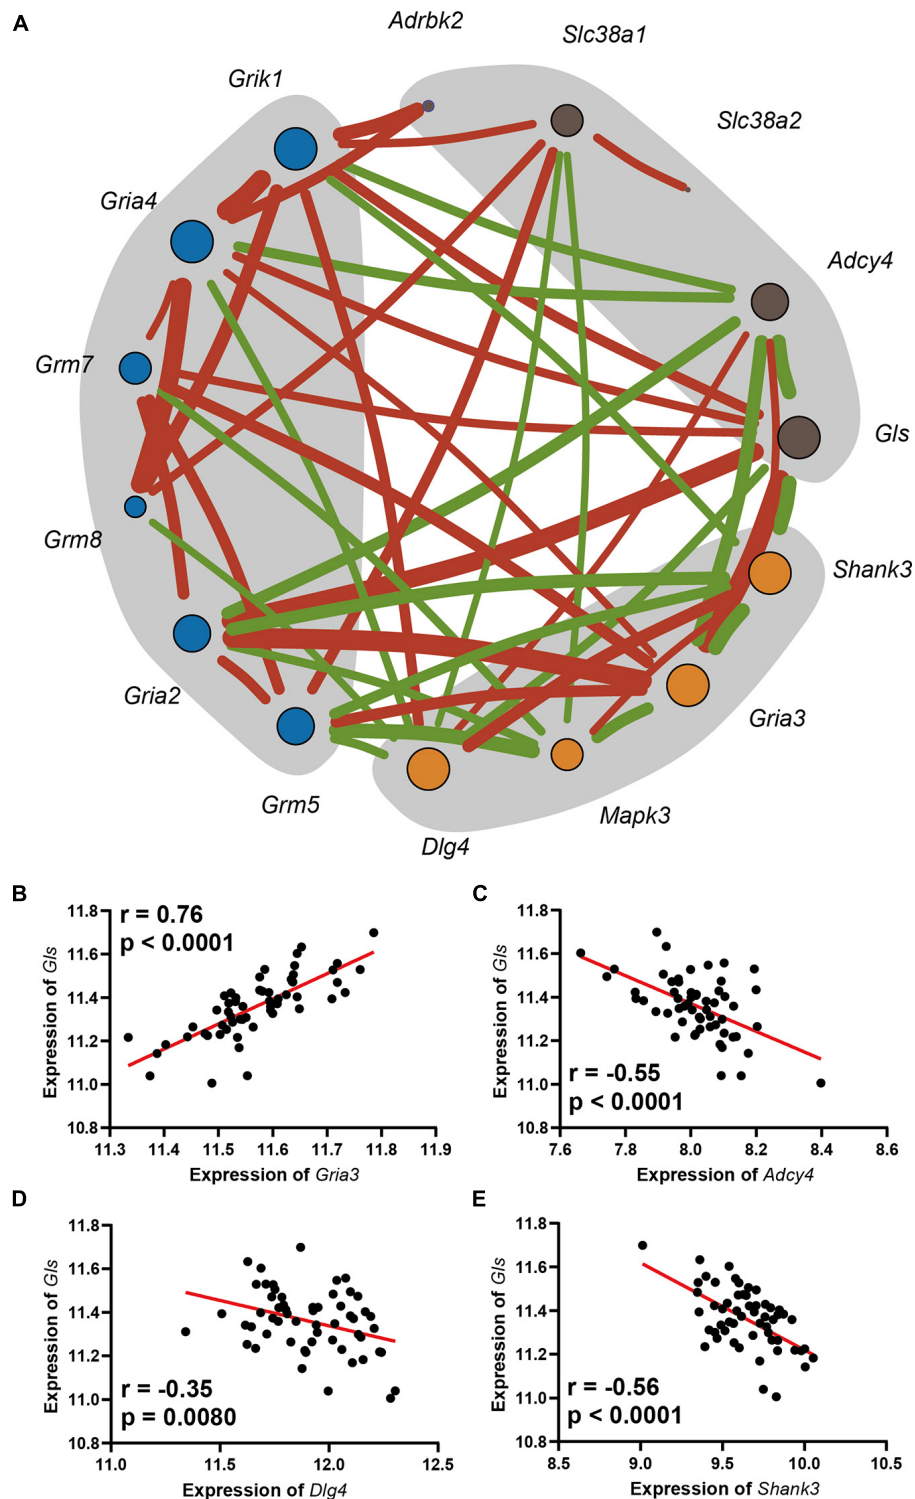 A
Adrbk2
Slc38a1
Grik1
Slc38a2
Gria4
Adcy4
Grm7
Gls
Grm8
Shank3
Gria2
Gria3
Grm5
Mapk3
Dlg4
B
r = 0.76
p < 0.0001
Expression of Gls
11.8
11.6
11.4
11.2
11.0
10.8
11.3 11.4 11.5 11.6 11.7 11.8 11.9
Expression of Gria3
C
r = -0.55
p < 0.0001
Expression of Gls
11.8
11.6
11.4
11.2
11.0
10.8
7.6 7.8 8.0 8.2 8.4 8.6
Expression of Adcy4
D
r = -0.35
p = 0.0080
Expression of Gls
11.8
11.6
11.4
11.2
11.0
10.8
11.0 11.5 12.0 12.5
Expression of Dlg4
E
r = -0.56
p < 0.0001
Expression of Gls
11.8
11.6
11.4
11.2
11.0
10.8
8.5 9.0 9.5 10.0 10.5
Expression of Shank3